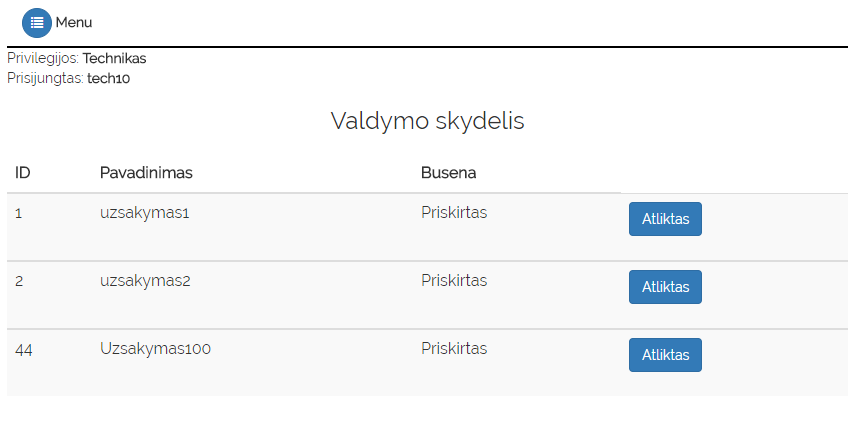 Menu
Privilegijos: Technikas
Prisijungtas: tech10
Valdymo skydelis
ID Pavadinimas Busena
1 uzsakymas1 Priskirtas Atliktas
2 uzsakymas2 Priskirtas Atliktas
44 Uzsakymas100 Priskirtas Atliktas